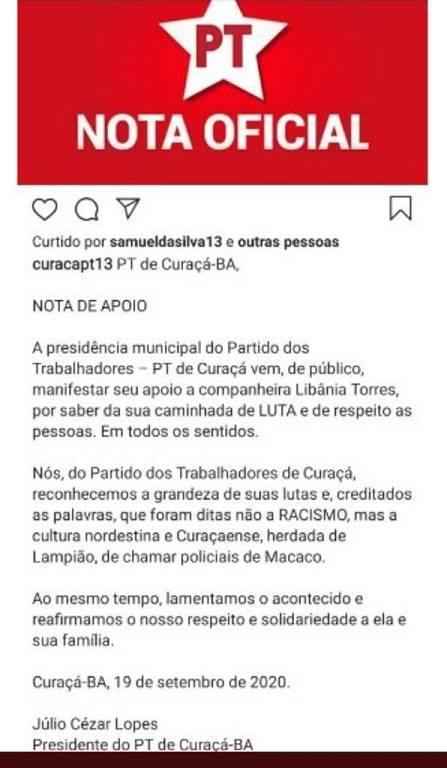 PT
NOTA OFICIAL
Curtido por samueldasilva13 e outras pessoas
curacapt13 PT de Curaçá-BA,
NOTA DE APOIO
A presidência municipal do Partido dos
Trabalhadores – PT de Curaçá vem, de público,
manifestar seu apoio a companheira Libânia Torres,
por saber da sua caminhada de LUTA e de respeito as
pessoas. Em todos os sentidos.
Nós, do Partido dos Trabalhadores de Curaçá,
reconhecemos a grandeza de suas lutas e, creditados
as palavras, que foram ditas não a RACISMO, mas a
cultura nordestina e Curaçaense, herdada de
Lampião, de chamar policiais de Macaco.
Ao mesmo tempo, lamentamos o acontecido e
reafirmamos o nosso respeito e solidariedade a ela e
sua família.
Curaçá-BA, 19 de setembro de 2020.
Júlio Cézar Lopes
Presidente do PT de Curaçá-BA